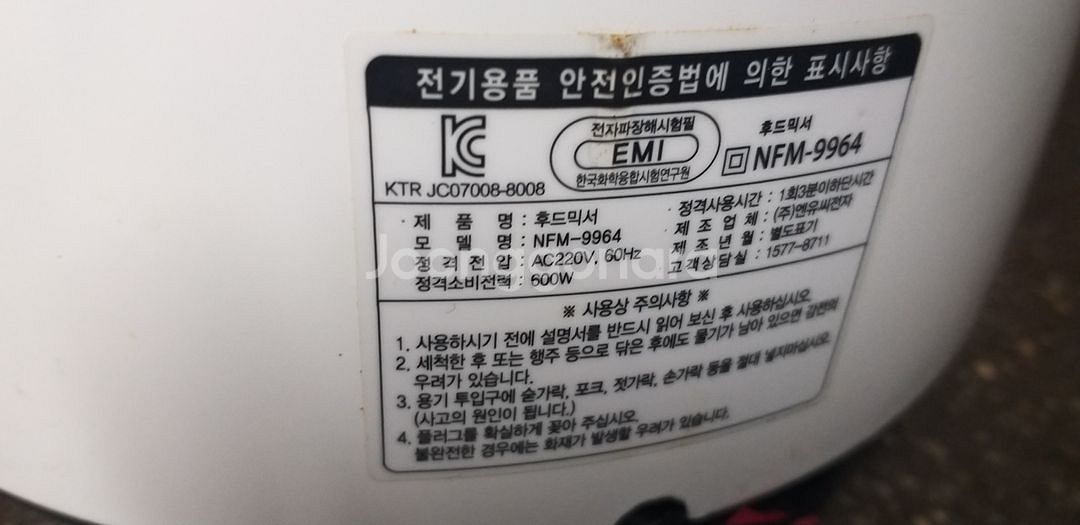 전기용품 안전인증법에 의한 표시사항
KC
KTR JC07008-8008
전자파장해시험필
EMI
한국화학융합시험연구원
후드믹서
NFM-9964
· 제 품 명 : 후드믹서
모 델 명 : NFM-9964
정 격 전 압 : AC220V, 60Hz
정격소비전력 : 600W
· 정격사용시간 : 1회3분이하단시간
제 조 업 체 : (주)엔유씨전자
제 조 년 월 : 별도표기
고객상담실 : 1577-8711
※ 사용상 주의사항 ※
1. 사용하시기 전에 설명서를 반드시 읽어 보신 후 사용하십시오.
2. 세척한 후 또는 행주 등으로 닦은 후에도 물기가 남아 있으면 감전의
우려가 있습니다.
3. 용기 투입구에 숟가락, 포크, 젓가락, 손가락 등을 절대 넣지마십시오.
(사고의 원인이 됩니다.)
4. 플러그를 확실하게 꽂아 주십시오.
불완전한 경우에는 화재가 발생할 우려가 있습니다.
Joonggonara